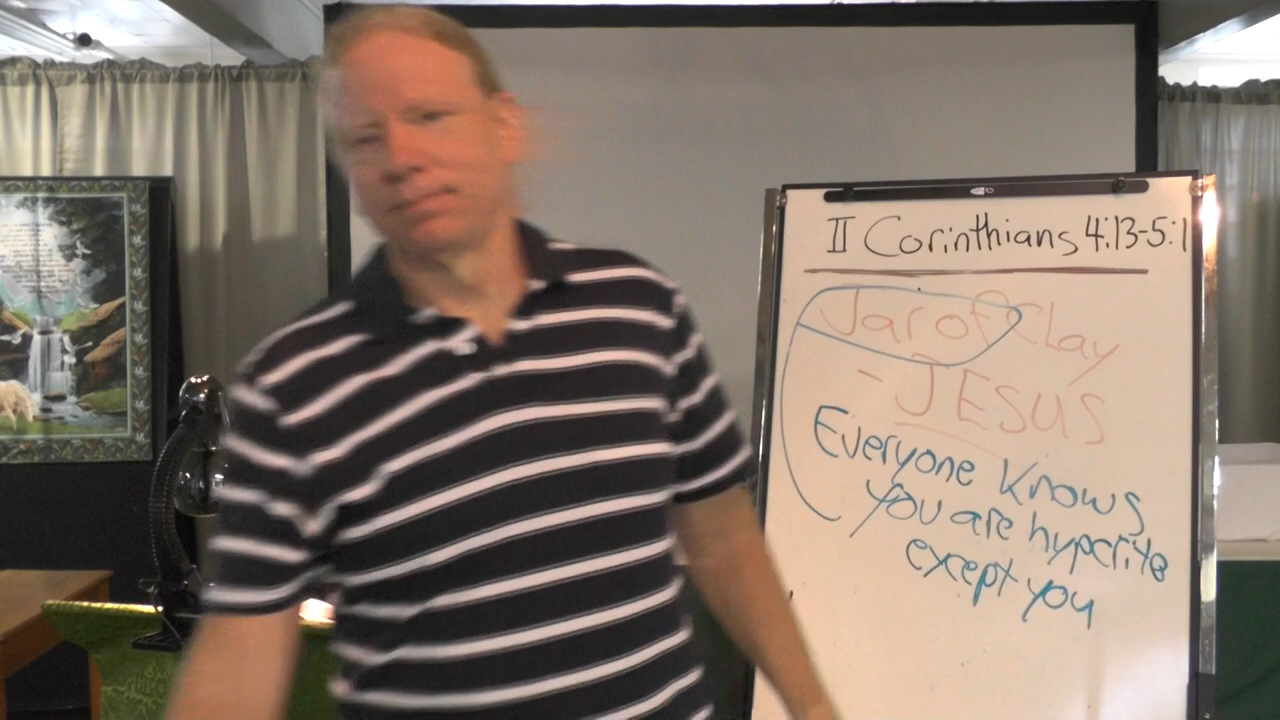 II Corinthians 4:13-5:1
Jar of Clay
- JESUS
Everyone Knows
you are hypcrite
except you